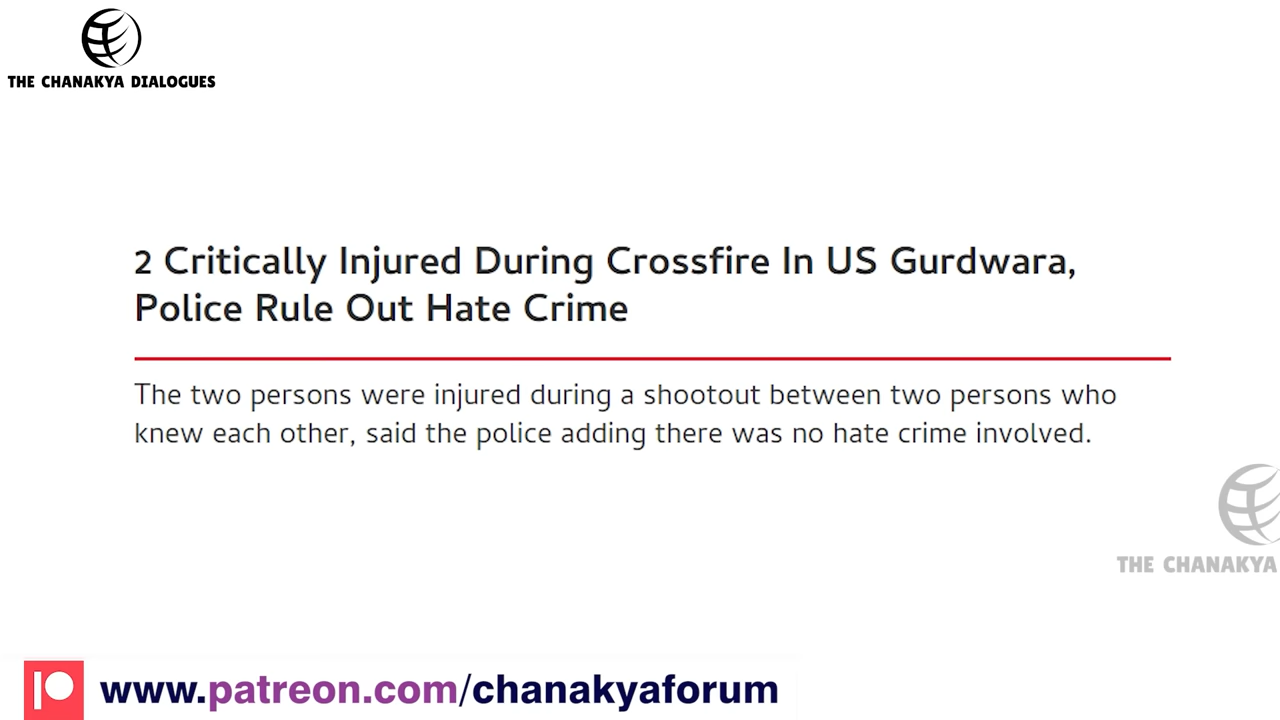 THE CHANAKYA DIALOGUES
2 Critically Injured During Crossfire In US Gurdwara,
Police Rule Out Hate Crime
The two persons were injured during a shootout between two persons who
knew each other, said the police adding there was no hate crime involved.
THE CHANAKYA
www.patreon.com/chanakyaforum